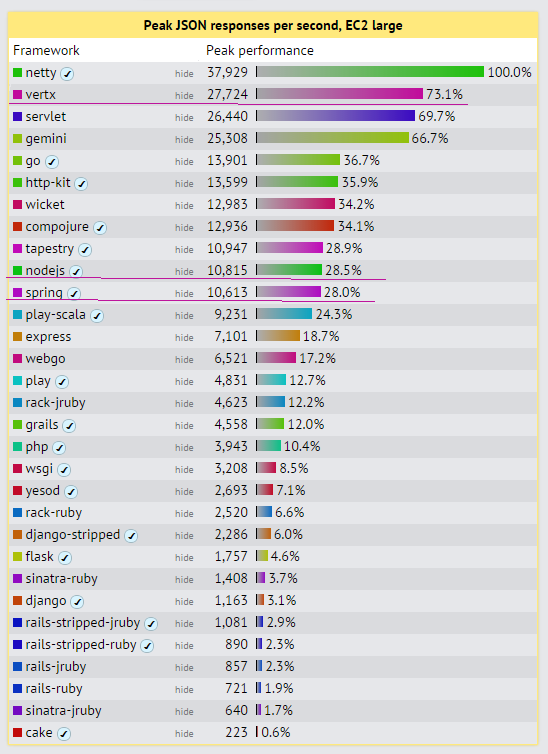 Peak JSON responses per second, EC2 large
Framework Peak performance
netty ✓ hide 37,929 100.0%
vertx hide 27,724 73.1%
servlet hide 26,440 69.7%
gemini hide 25,308 66.7%
go ✓ hide 13,901 36.7%
http-kit ✓ hide 13,599 35.9%
wicket hide 12,983 34.2%
compojure ✓ hide 12,936 34.1%
tapestry ✓ hide 10,947 28.9%
nodejs ✓ hide 10,815 28.5%
spring ✓ hide 10,613 28.0%
play-scala ✓ hide 9,231 24.3%
express hide 7,101 18.7%
webgo hide 6,521 17.2%
play ✓ hide 4,831 12.7%
rack-jruby hide 4,623 12.2%
grails ✓ hide 4,558 12.0%
php ✓ hide 3,943 10.4%
wsgi ✓ hide 3,208 8.5%
yesod ✓ hide 2,693 7.1%
rack-ruby hide 2,520 6.6%
django-stripped ✓ hide 2,286 6.0%
flask ✓ hide 1,757 4.6%
sinatra-ruby hide 1,408 3.7%
django ✓ hide 1,163 3.1%
rails-stripped-jruby ✓ hide 1,081 2.9%
rails-stripped-ruby ✓ hide 890 2.3%
rails-jruby hide 857 2.3%
rails-ruby hide 721 1.9%
sinatra-jruby hide 640 1.7%
cake ✓ hide 223 0.6%